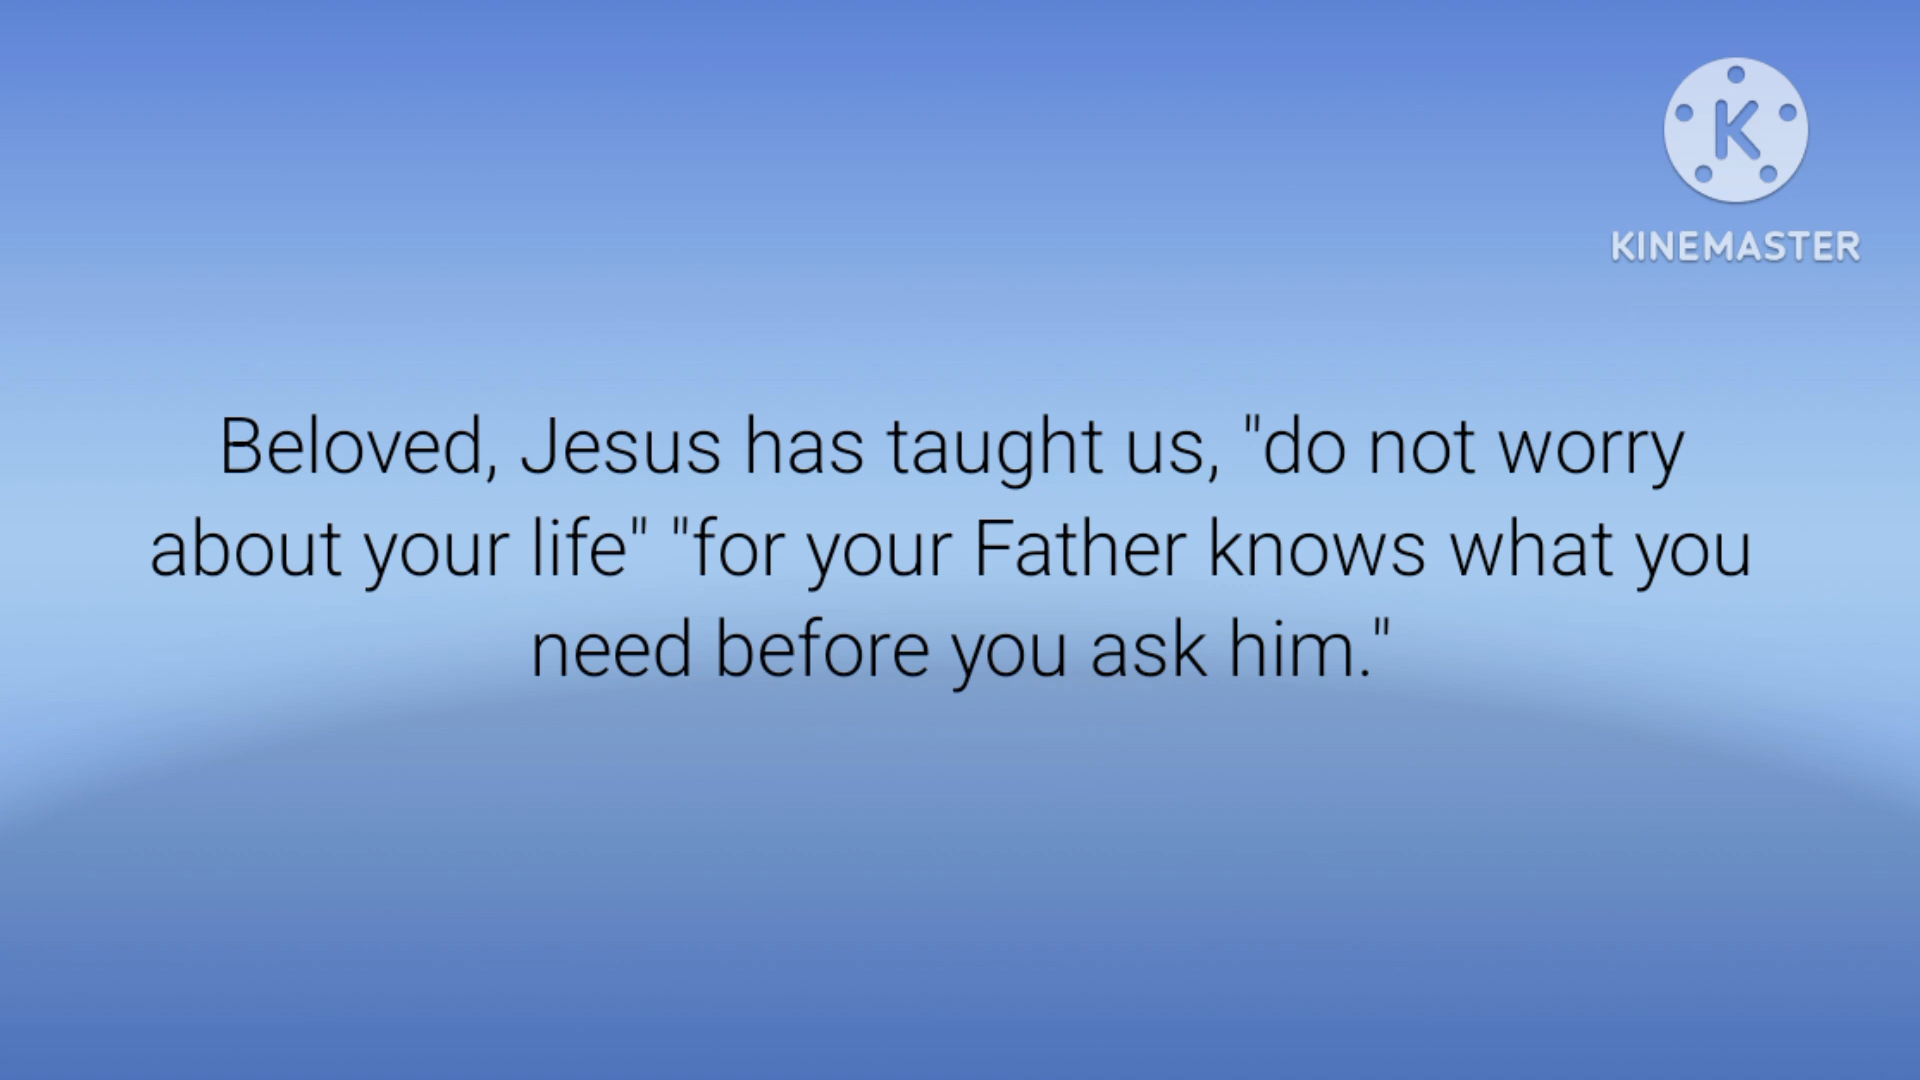 K
KINEMASTER
Beloved, Jesus has taught us, "do not worry
about your life" "for your Father knows what you
need before you ask him."